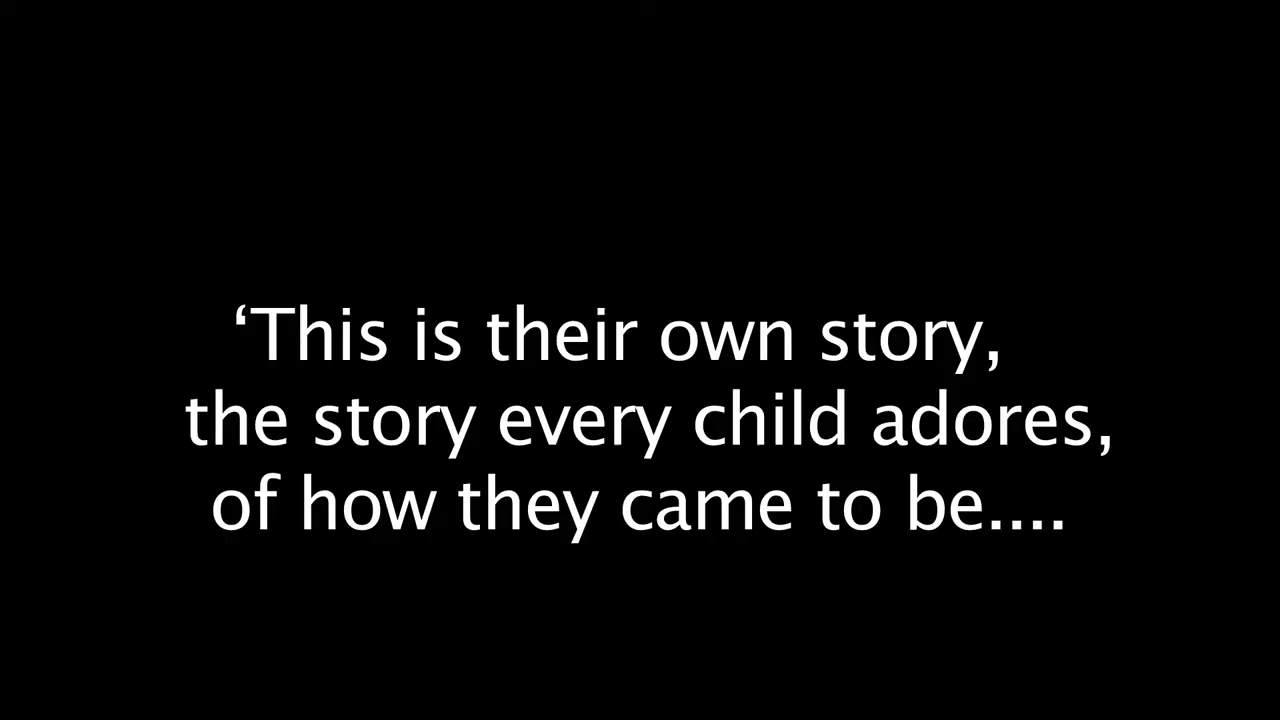 ‘This is their own story,
the story every child adores,
of how they came to be....